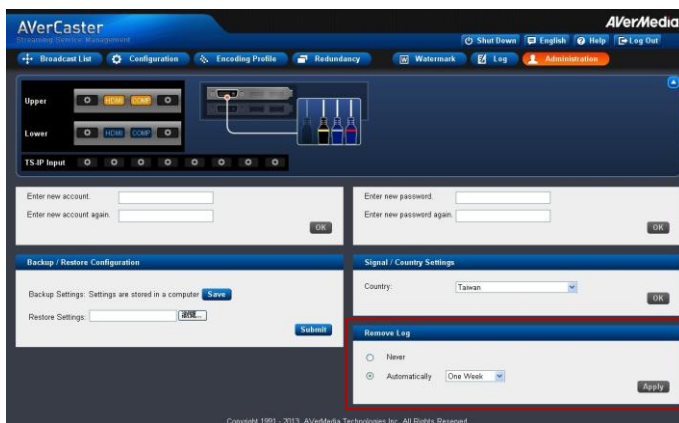 AVerCaster
AVerMedia
Streaming Service Management
Shut Down English Help Log Out
Broadcast List Configuration Encoding Profile Redundancy Watermark Log Administration
Upper HDMI COMP
Lower HDMI COMP
TS-IP Input
Enter new account.
Enter new account again.
OK
Enter new password.
Enter new password again.
OK
Backup / Restore Configuration
Backup Settings: Settings are stored in a computer Save
Restore Settings:
Submit
Signal / Country Settings
Country: Taiwan
OK
Remove Log
Never
Automatically One Week
Apply
Copyright 1991 - 2013, AVerMedia Technologies Inc. All Rights Reserved